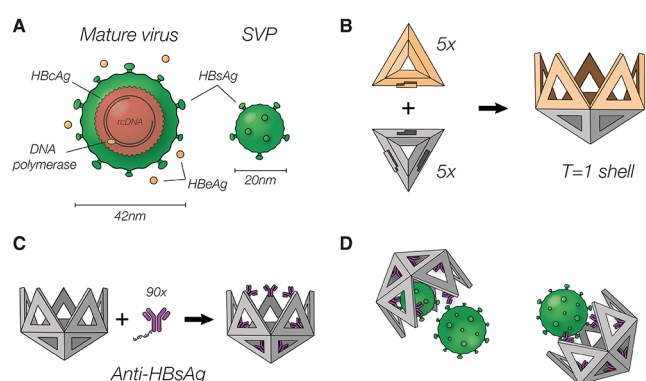 A
Mature virus
SVP
HBcAg
HBsAg
rcDNA
DNA
polymerase
HBeAg
20nm
42nm
B
5x
+
5x
T=1 shell
C
90x
+
Anti-HBsAg
D